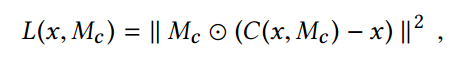 L(x, M_c) = ∥ M_c ⊙ (C(x, M_c) − x) ∥² ,